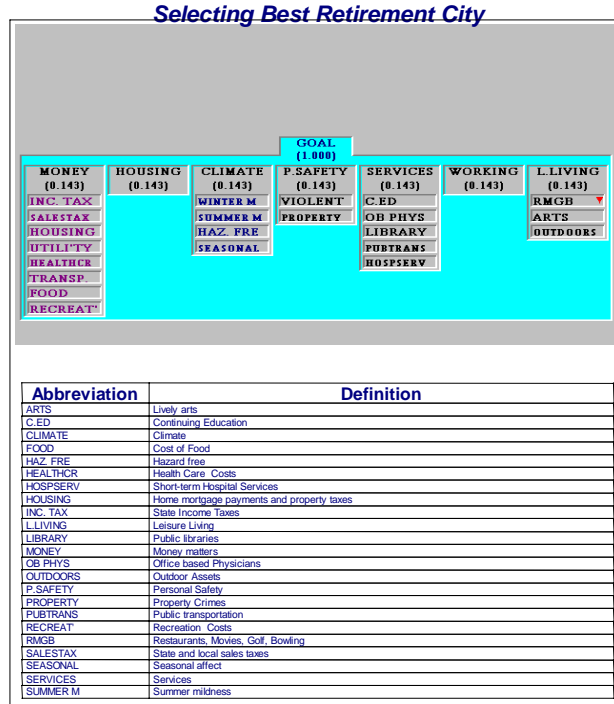 Selecting Best Retirement City
GOAL
(1.000)
MONEY HOUSING CLIMATE P.SAFETY SERVICES WORKING L.LIVING
(0.143) (0.143) (0.143) (0.143) (0.143) (0.143) (0.143)
INC. TAX WINTER M VIOLENT C.ED RMGB
SALESTAX SUMMER M PROPERTY OB PHYS ARTS
HOUSING HAZ. FRE LIBRARY OUTDOORS
UTILI'TY SEASONAL PUBTRANS
HEALTHCR HOSPSERV
TRANSP.
FOOD
RECREAT'
Abbreviation Definition
ARTS Lively arts
C.ED Continuing Education
CLIMATE Climate
FOOD Cost of Food
HAZ. FRE Hazard free
HEALTHCR Health Care Costs
HOSPSERV Short-term Hospital Services
HOUSING Home mortgage payments and property taxes
INC. TAX State Income Taxes
L.LIVING Leisure Living
LIBRARY Public libraries
MONEY Money matters
OB PHYS Office based Physicians
OUTDOORS Outdoor Assets
P.SAFETY Personal Safety
PROPERTY Property Crimes
PUBTRANS Public transportation
RECREAT' Recreation Costs
RMGB Restaurants, Movies, Golf, Bowling
SALESTAX State and local sales taxes
SEASONAL Seasonal affect
SERVICES Services
SUMMER M Summer mildness